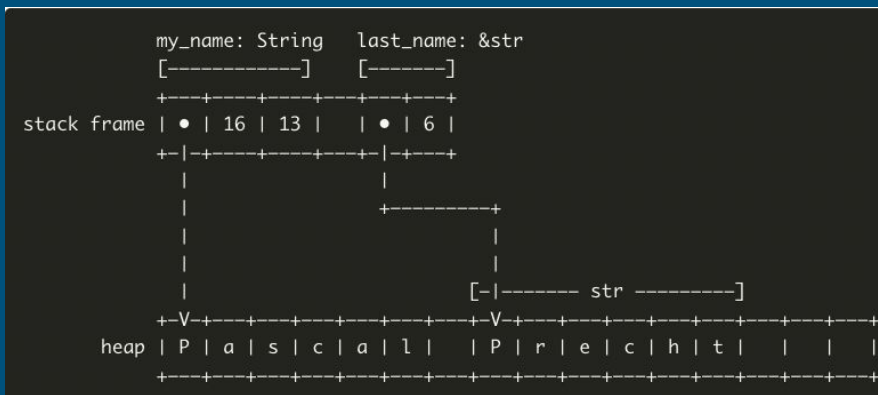 my_name: String   last_name: &str
[------------]   [-------]
+---+----+----+---+---+---+
stack frame | • | 16 | 13 |   | • | 6 |
+-|-+----+----+---+-|-+---+
|                 |
|                 +---------+
|                           |
|                           |
|                         [-|------- str ---------]
+-V-+---+---+---+---+---+---+-V-+---+---+---+---+---+---+---+---+
heap | P | a | s | c | a | l |   | P | r | e | c | h | t |   |   |   |
+---+---+---+---+---+---+---+---+---+---+---+---+---+---+---+---+